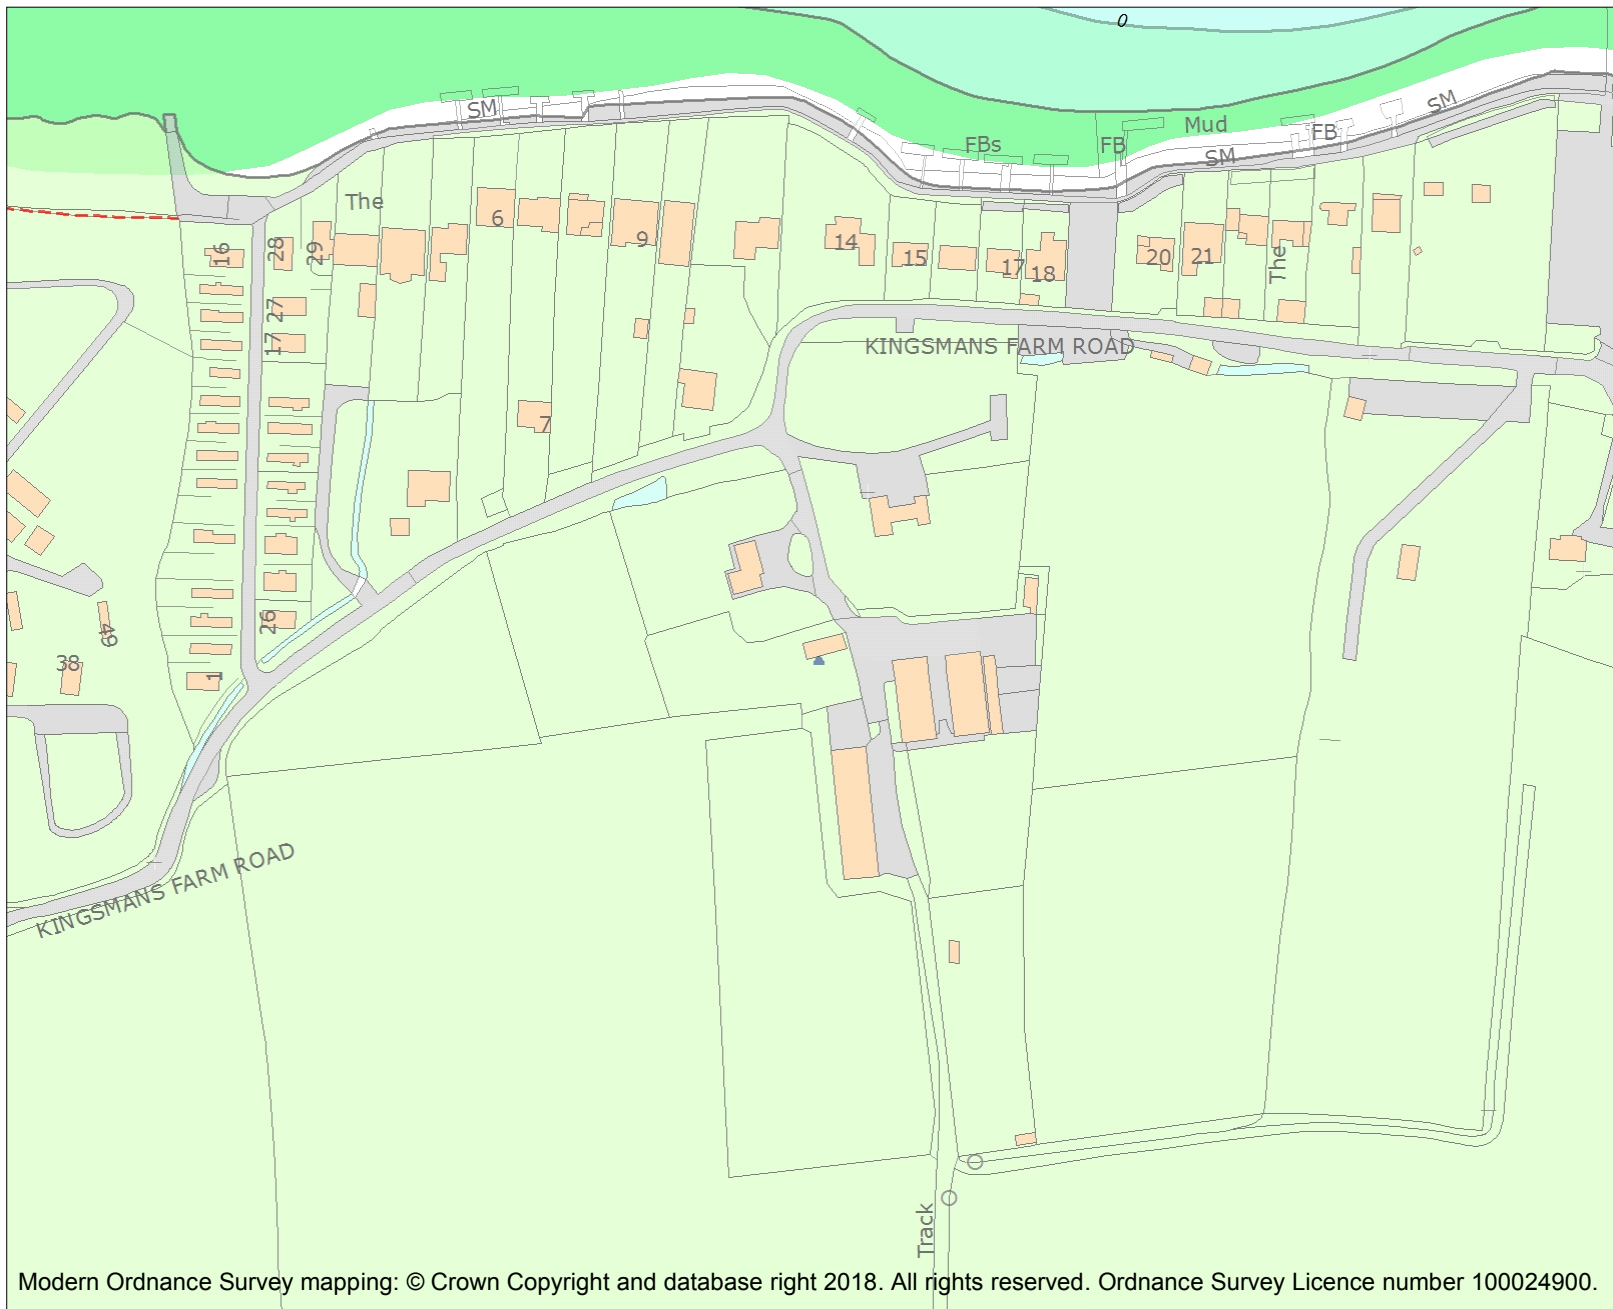 0
SM
SM
Mud
FB
FBs
FB
SM
The
6
9
14
15
17
18
20
21
The
16
28
29
27
17
KINGSMANS FARM ROAD
7
26
49
38
1
KINGSMANS FARM ROAD
Track
Modern Ordnance Survey mapping: © Crown Copyright and database right 2018. All rights reserved. Ordnance Survey Licence number 100024900.